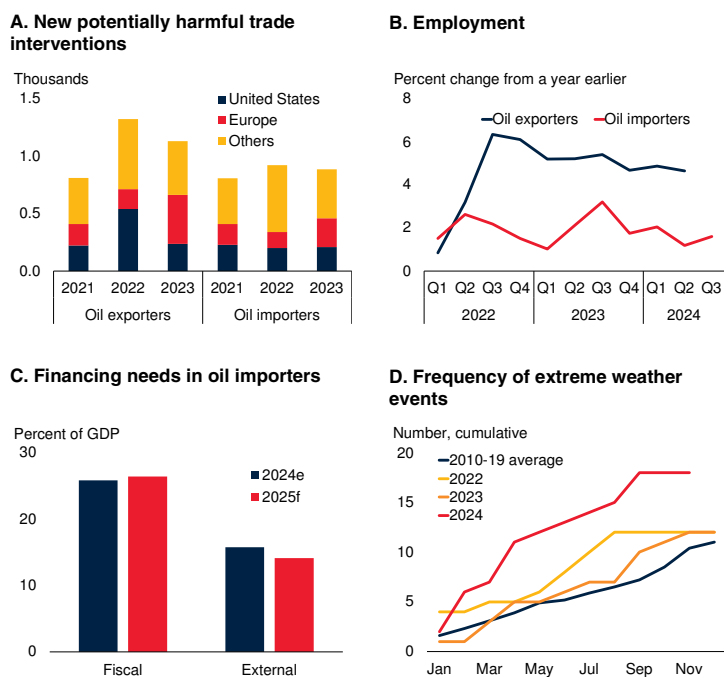 A. New potentially harmful trade
interventions
Thousands
1.5
1.0
0.5
0.0
United States
Europe
Others
2021 2022 2023 2021 2022 2023
Oil exporters Oil importers
B. Employment
Percent change from a year earlier
8
6
4
2
0
Oil exporters Oil importers
Q1 Q2 Q3 Q4 Q1 Q2 Q3 Q4 Q1 Q2 Q3
2022 2023 2024
C. Financing needs in oil importers
Percent of GDP
30
20
10
0
2024e
2025f
Fiscal External
D. Frequency of extreme weather
events
Number, cumulative
20
15
10
5
0
2010-19 average
2022
2023
2024
Jan Mar May Jul Sep Nov